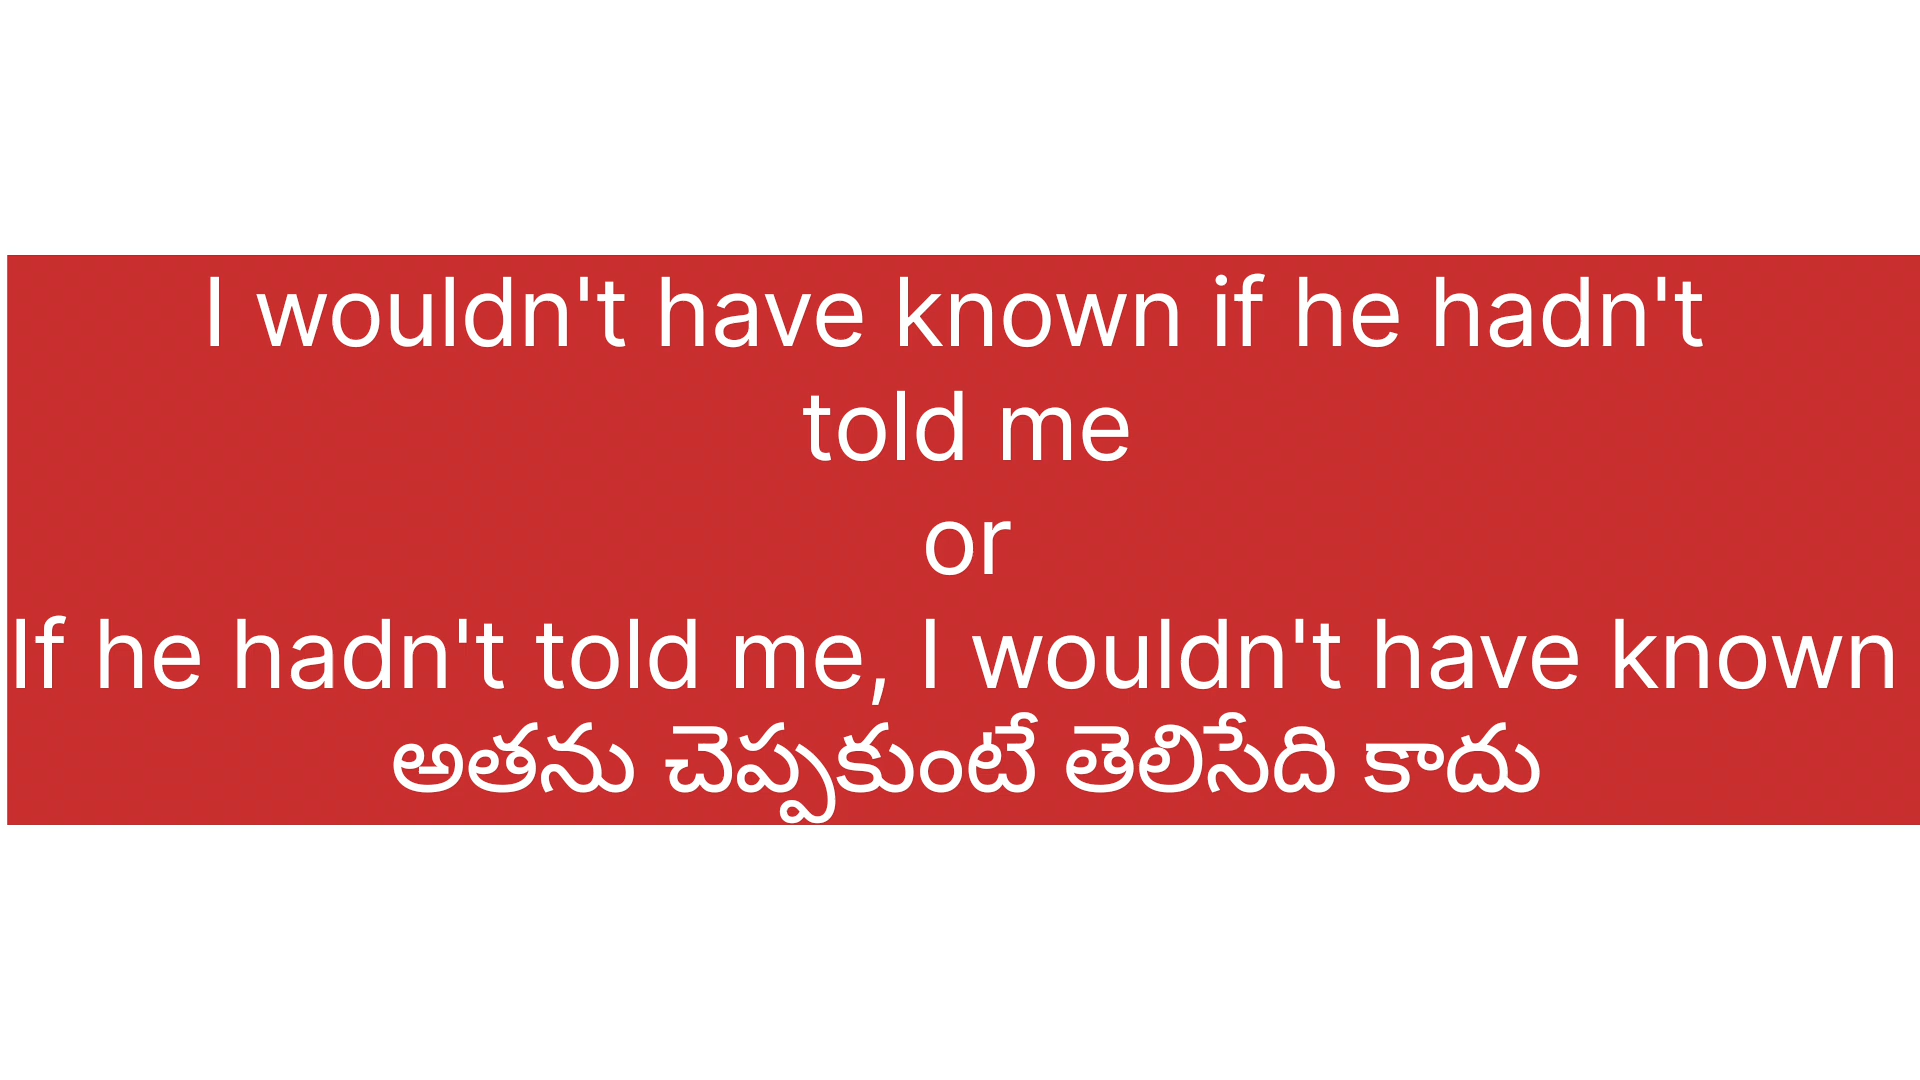 I wouldn't have known if he hadn't
told me
or
If he hadn't told me, I wouldn't have known
అతను చెప్పకుంటే తెలిసేది కాదు